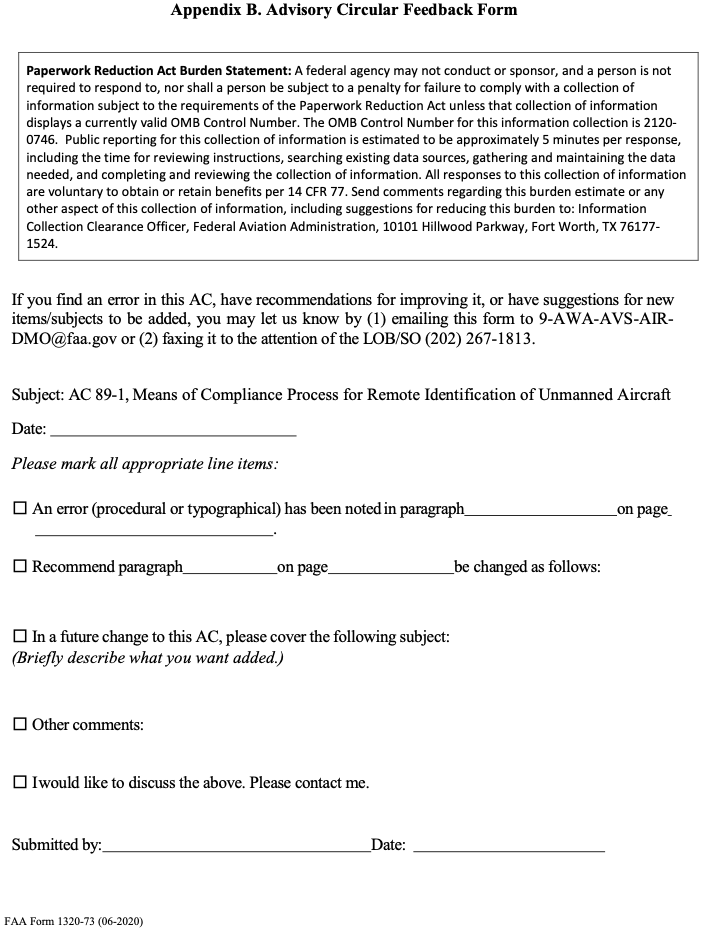 Appendix B. Advisory Circular Feedback Form
Paperwork Reduction Act Burden Statement: A federal agency may not conduct or sponsor, and a person is not
required to respond to, nor shall a person be subject to a penalty for failure to comply with a collection of
information subject to the requirements of the Paperwork Reduction Act unless that collection of information
displays a currently valid OMB Control Number. The OMB Control Number for this information collection is 2120-
0746. Public reporting for this collection of information is estimated to be approximately 5 minutes per response,
including the time for reviewing instructions, searching existing data sources, gathering and maintaining the data
needed, and completing and reviewing the collection of information. All responses to this collection of information
are voluntary to obtain or retain benefits per 14 CFR 77. Send comments regarding this burden estimate or any
other aspect of this collection of information, including suggestions for reducing this burden to: Information
Collection Clearance Officer, Federal Aviation Administration, 10101 Hillwood Parkway, Fort Worth, TX 76177-
1524.
If you find an error in this AC, have recommendations for improving it, or have suggestions for new
items/subjects to be added, you may let us know by (1) emailing this form to 9-AWA-AVS-AIR-
DMO@faa.gov or (2) faxing it to the attention of the LOB/SO (202) 267-1813.
Subject: AC 89-1, Means of Compliance Process for Remote Identification of Unmanned Aircraft
Date: ____________________________
Please mark all appropriate line items:
☐ An error (procedural or typographical) has been noted in paragraph__________________on page_
____________________________.
☐ Recommend paragraph___________on page_______________be changed as follows:
☐ In a future change to this AC, please cover the following subject:
(Briefly describe what you want added.)
☐ Other comments:
☐ I would like to discuss the above. Please contact me.
Submitted by:________________________________Date: _______________________
FAA Form 1320-73 (06-2020)